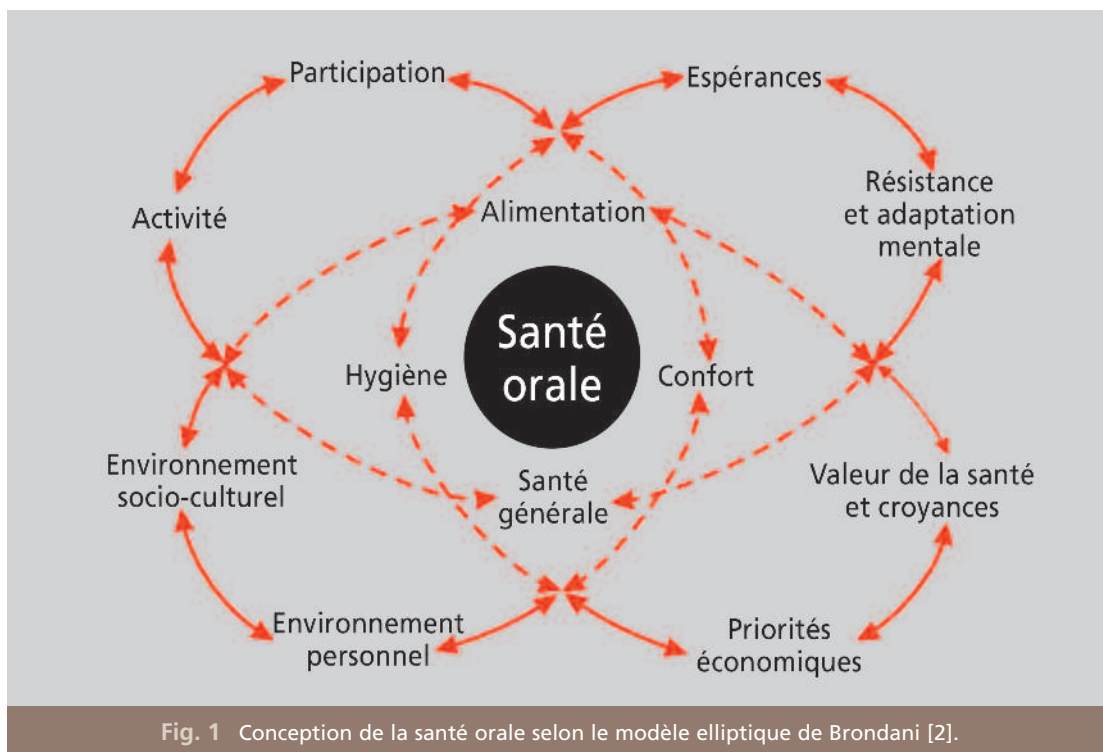 Participation
Espérances
Activité
Alimentation
Résistance
et adaptation
mentale
Santé
orale
Hygiène
Confort
Environnement
socio-culturel
Santé
générale
Valeur de la santé
et croyances
Environnement
personnel
Priorités
économiques
Fig. 1 Conception de la santé orale selon le modèle elliptique de Brondani [2].